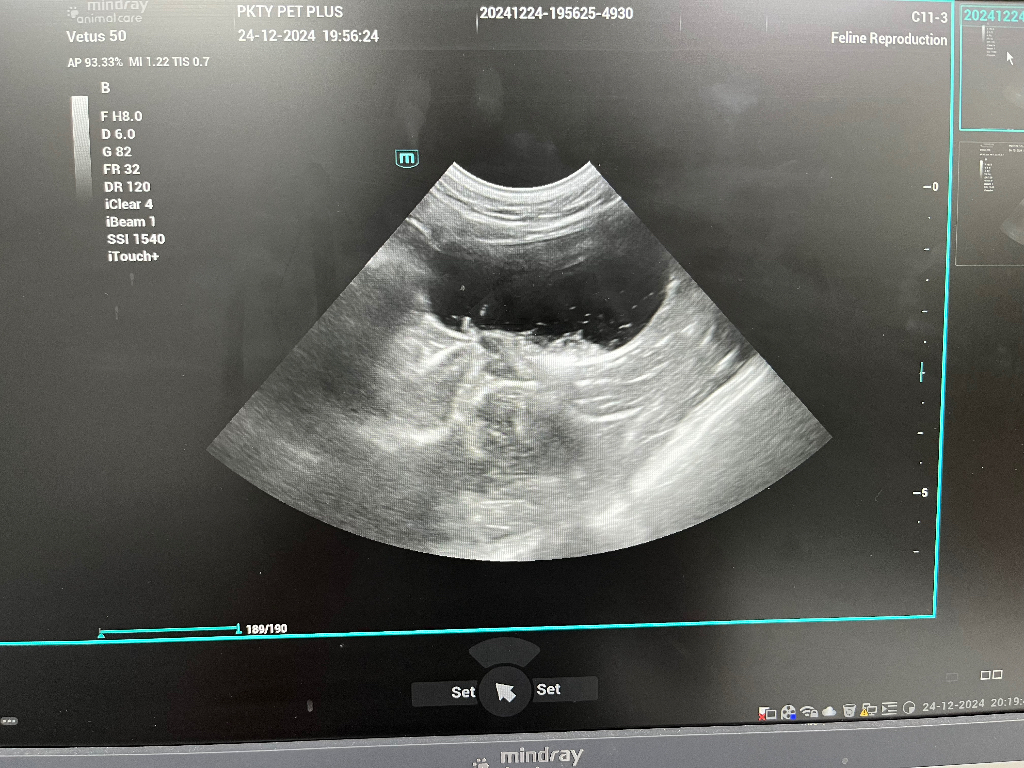 mindray
animalcare
Vetus 50
PKTY PET PLUS
24-12-2024 19:56:24
20241224-195625-4930
C11-3
Feline Reproduction
20241224
AP 93.33% MI 1.22 TIS 0.7
B
F H8.0
D 6.0
G 82
FR 32
DR 120
iClear 4
iBeam 1
SSI 1540
iTouch+
m
0
5
189/190
Set
Set
24-12-2024 20:19:
mindray